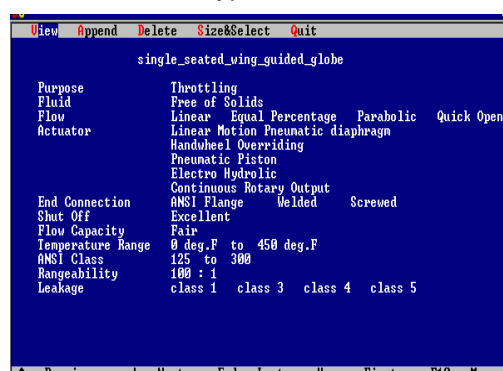 View Append Delete Size&Select Quit
single_seated_wing_guided_globe
Purpose Throttling
Fluid Free of Solids
Flow Linear Equal Percentage Parabolic Quick Open
Actuator Linear Motion Pneumatic diaphragm
Handwheel Overriding
Pneumatic Piston
Electro Hydrolic
Continuous Rotary Output
End Connection ANSI Flange Welded Screwed
Shut Off Excellent
Flow Capacity Fair
Temperature Range 0 deg.F to 450 deg.F
ANSI Class 125 to 300
Rangeability 100 : 1
Leakage class 1 class 3 class 4 class 5